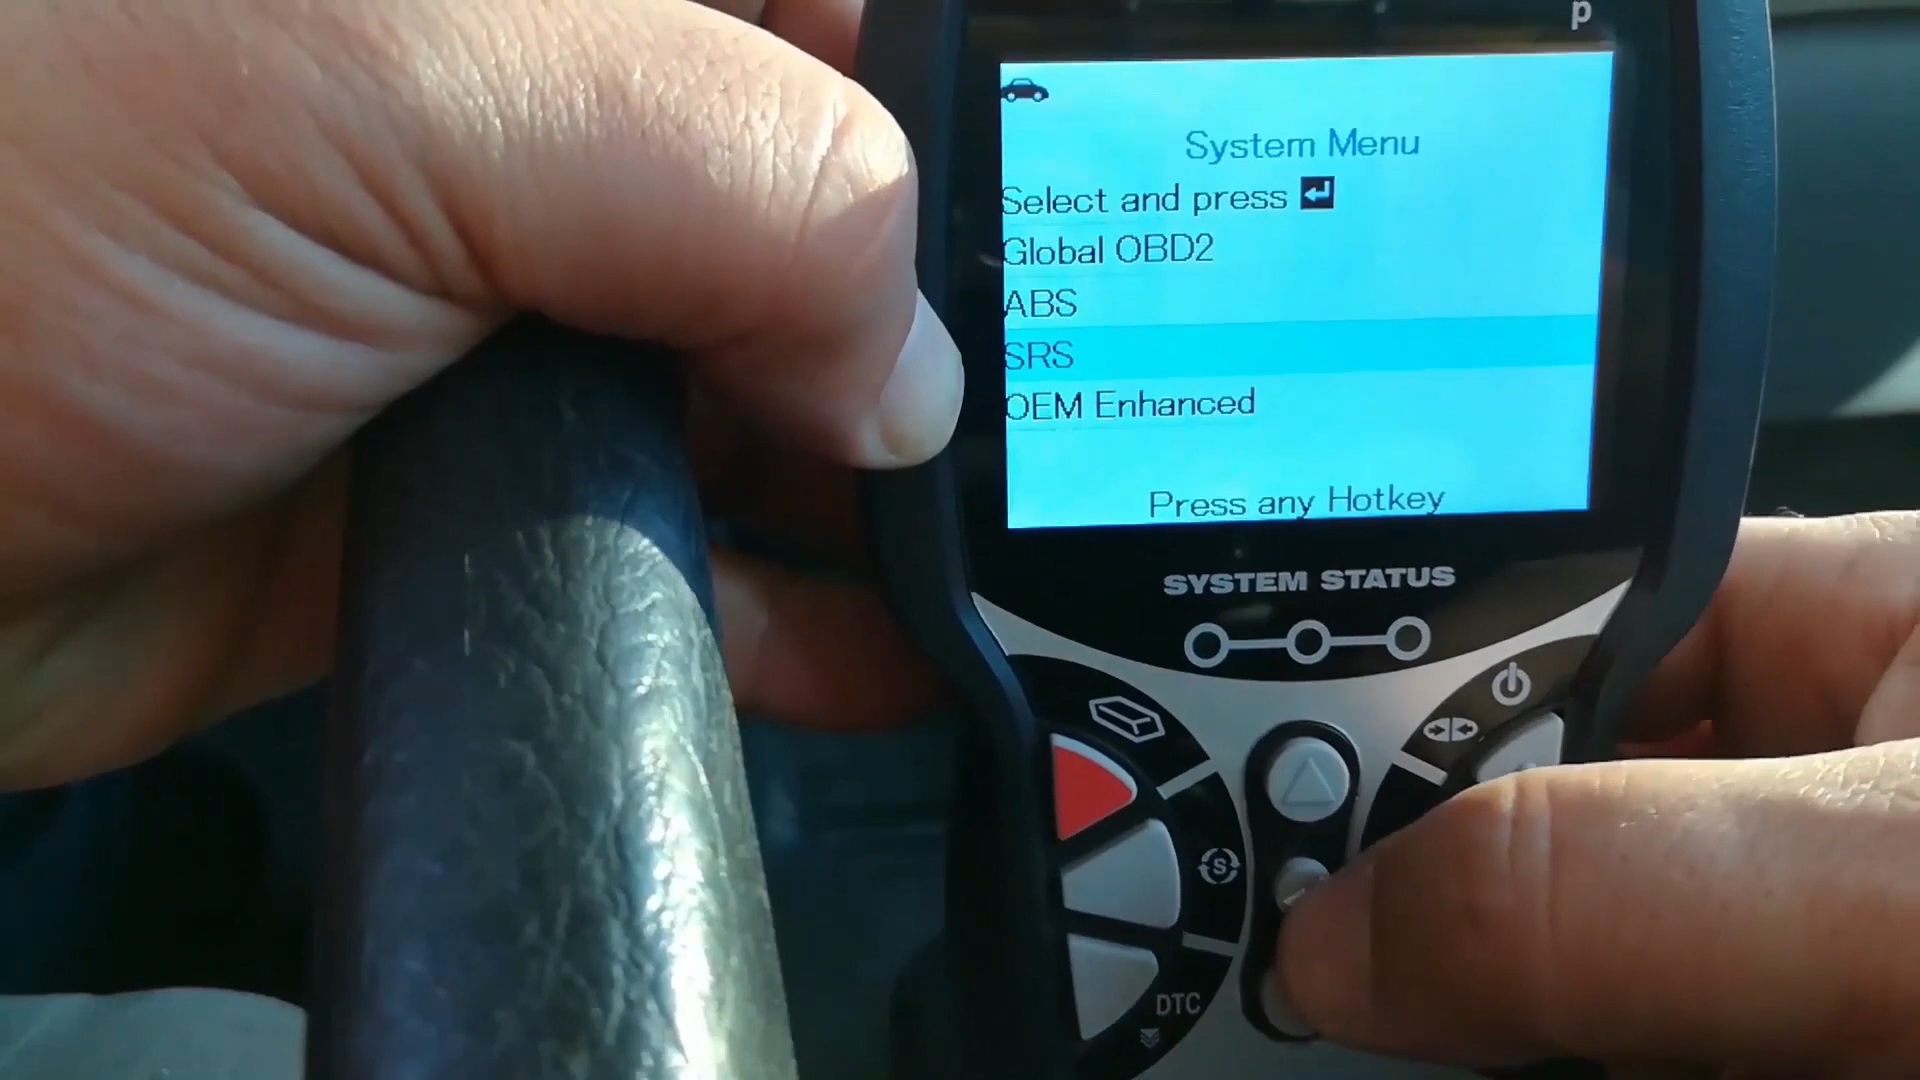 p
System Menu
Select and press
Global OBD2
ABS
SRS
OEM Enhanced
Press any Hotkey
SYSTEM STATUS
S
DTC